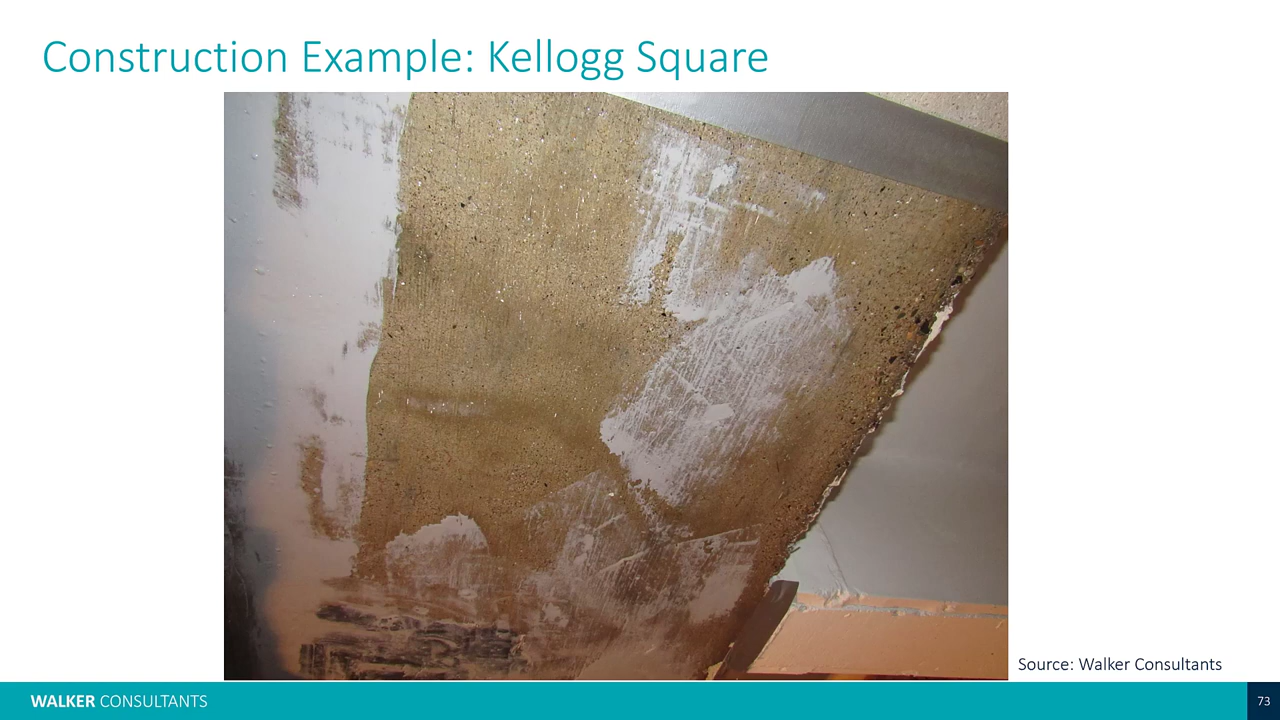 Construction Example: Kellogg Square
Source: Walker Consultants
WALKER CONSULTANTS
73